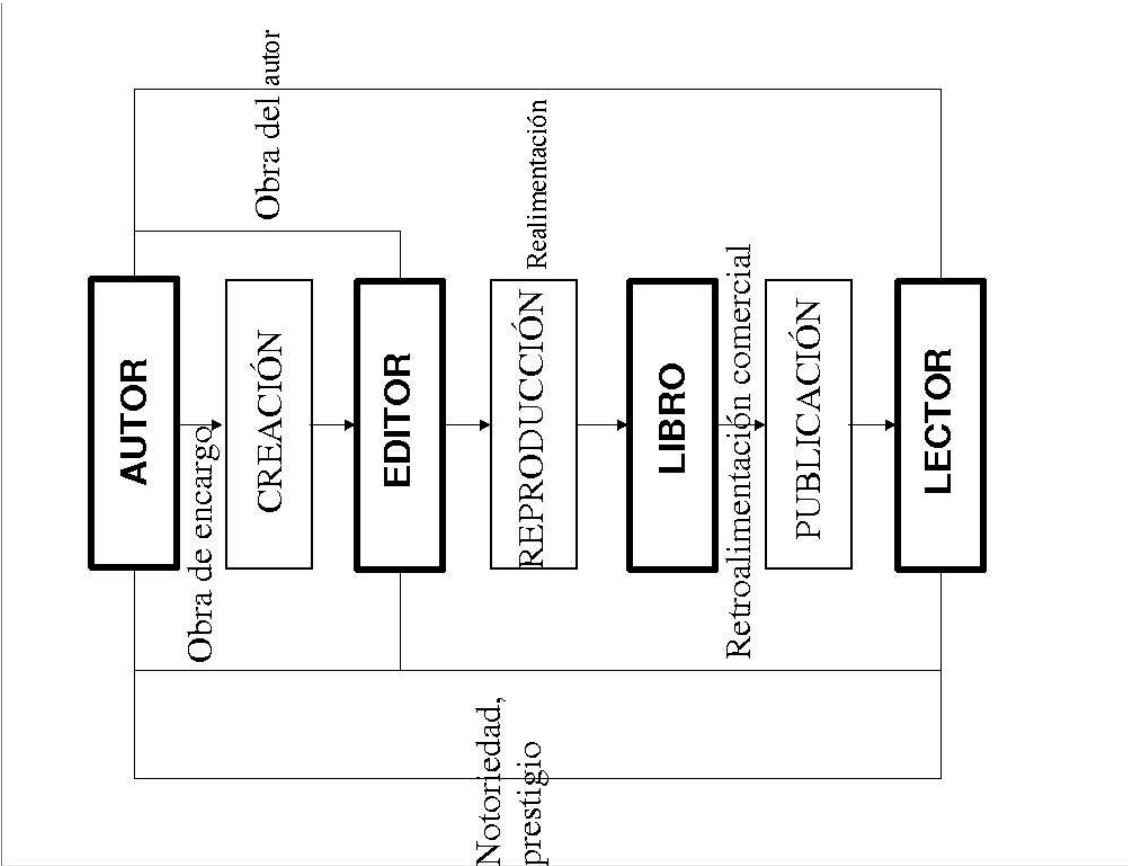 Obra del autor
Realimentación
AUTOR
CREACIÓN
EDITOR
REPRODUCCIÓN
LIBRO
PUBLICACIÓN
LECTOR
Obra de encargo
Retroalimentación comercial
Notoriedad,
prestigio